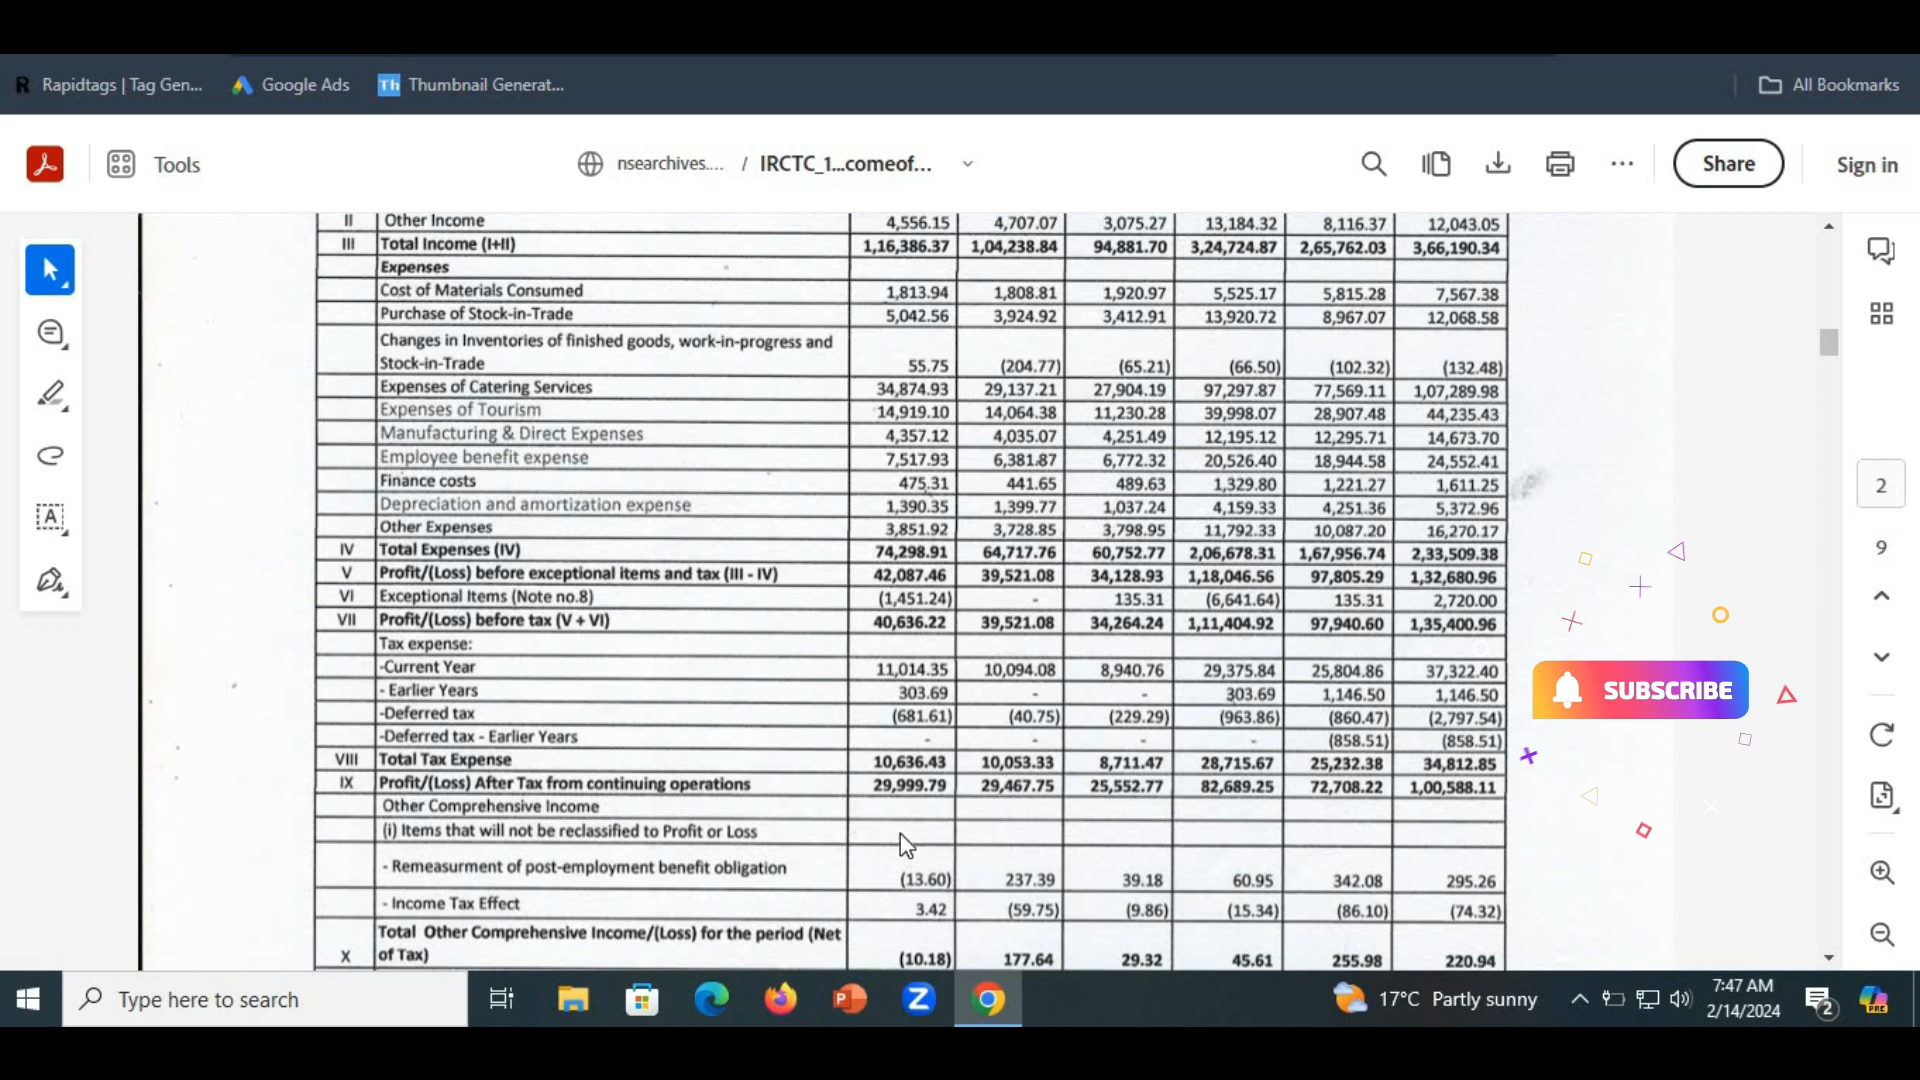 R Rapidtags | Tag Gen... Google Ads Th Thumbnail Generat... All Bookmarks
Tools nsearchives.... / IRCTC_1...comeof... Share Sign in
II Other Income 4,556.15 4,707.07 3,075.27 13,184.32 8,116.37 12,043.05
III Total Income (I+II) 1,16,386.37 1,04,238.84 94,881.70 3,24,724.87 2,65,762.03 3,66,190.34
Expenses
Cost of Materials Consumed 1,813.94 1,808.81 1,920.97 5,525.17 5,815.28 7,567.38
Purchase of Stock-in-Trade 5,042.56 3,924.92 3,412.91 13,920.72 8,967.07 12,068.58
Changes in Inventories of finished goods, work-in-progress and
Stock-in-Trade 55.75 (204.77) (65.21) (66.50) (102.32) (132.48)
Expenses of Catering Services 34,874.93 29,137.21 27,904.19 97,297.87 77,569.11 1,07,289.98
Expenses of Tourism 14,919.10 14,064.38 11,230.28 39,998.07 28,907.48 44,235.43
Manufacturing & Direct Expenses 4,357.12 4,035.07 4,251.49 12,195.12 12,295.71 14,673.70
Employee benefit expense 7,517.93 6,381.87 6,772.32 20,526.40 18,944.58 24,552.41
Finance costs 475.31 441.65 489.63 1,329.80 1,221.27 1,611.25
Depreciation and amortization expense 1,390.35 1,399.77 1,037.24 4,159.33 4,251.36 5,372.96
Other Expenses 3,851.92 3,728.85 3,798.95 11,792.33 10,087.20 16,270.17
IV Total Expenses (IV) 74,298.91 64,717.76 60,752.77 2,06,678.31 1,67,956.74 2,33,509.38
V Profit/(Loss) before exceptional items and tax (III - IV) 42,087.46 39,521.08 34,128.93 1,18,046.56 97,805.29 1,32,680.96
VI Exceptional Items (Note no.8) (1,451.24) - 135.31 (6,641.64) 135.31 2,720.00
VII Profit/(Loss) before tax (V + VI) 40,636.22 39,521.08 34,264.24 1,11,404.92 97,940.60 1,35,400.96
Tax expense:
-Current Year 11,014.35 10,094.08 8,940.76 29,375.84 25,804.86 37,322.40
- Earlier Years 303.69 - - 303.69 1,146.50 1,146.50
-Deferred tax (681.61) (40.75) (229.29) (963.86) (860.47) (2,797.54)
-Deferred tax - Earlier Years - - - - (858.51) (858.51)
VIII Total Tax Expense 10,636.43 10,053.33 8,711.47 28,715.67 25,232.38 34,812.85
IX Profit/(Loss) After Tax from continuing operations 29,999.79 29,467.75 25,552.77 82,689.25 72,708.22 1,00,588.11
Other Comprehensive Income
(i) Items that will not be reclassified to Profit or Loss
- Remeasurment of post-employment benefit obligation (13.60) 237.39 39.18 60.95 342.08 295.26
- Income Tax Effect 3.42 (59.75) (9.86) (15.34) (86.10) (74.32)
Total Other Comprehensive Income/(Loss) for the period (Net
X of Tax) (10.18) 177.64 29.32 45.61 255.98 220.94
2
9
SUBSCRIBE
Type here to search 17°C Partly sunny 7:47 AM
2/14/2024 2